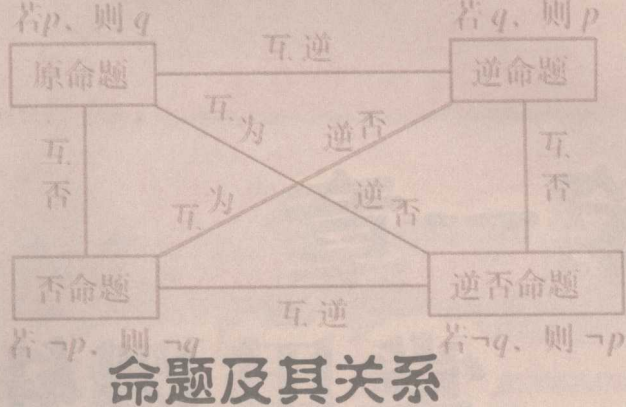 若p、则q
若q、则p
原命题
互逆
逆命题
互否
互为逆否
互为逆否
互否
否命题
互逆
逆否命题
若¬p、则¬q
若¬q、则¬p
命题及其关系